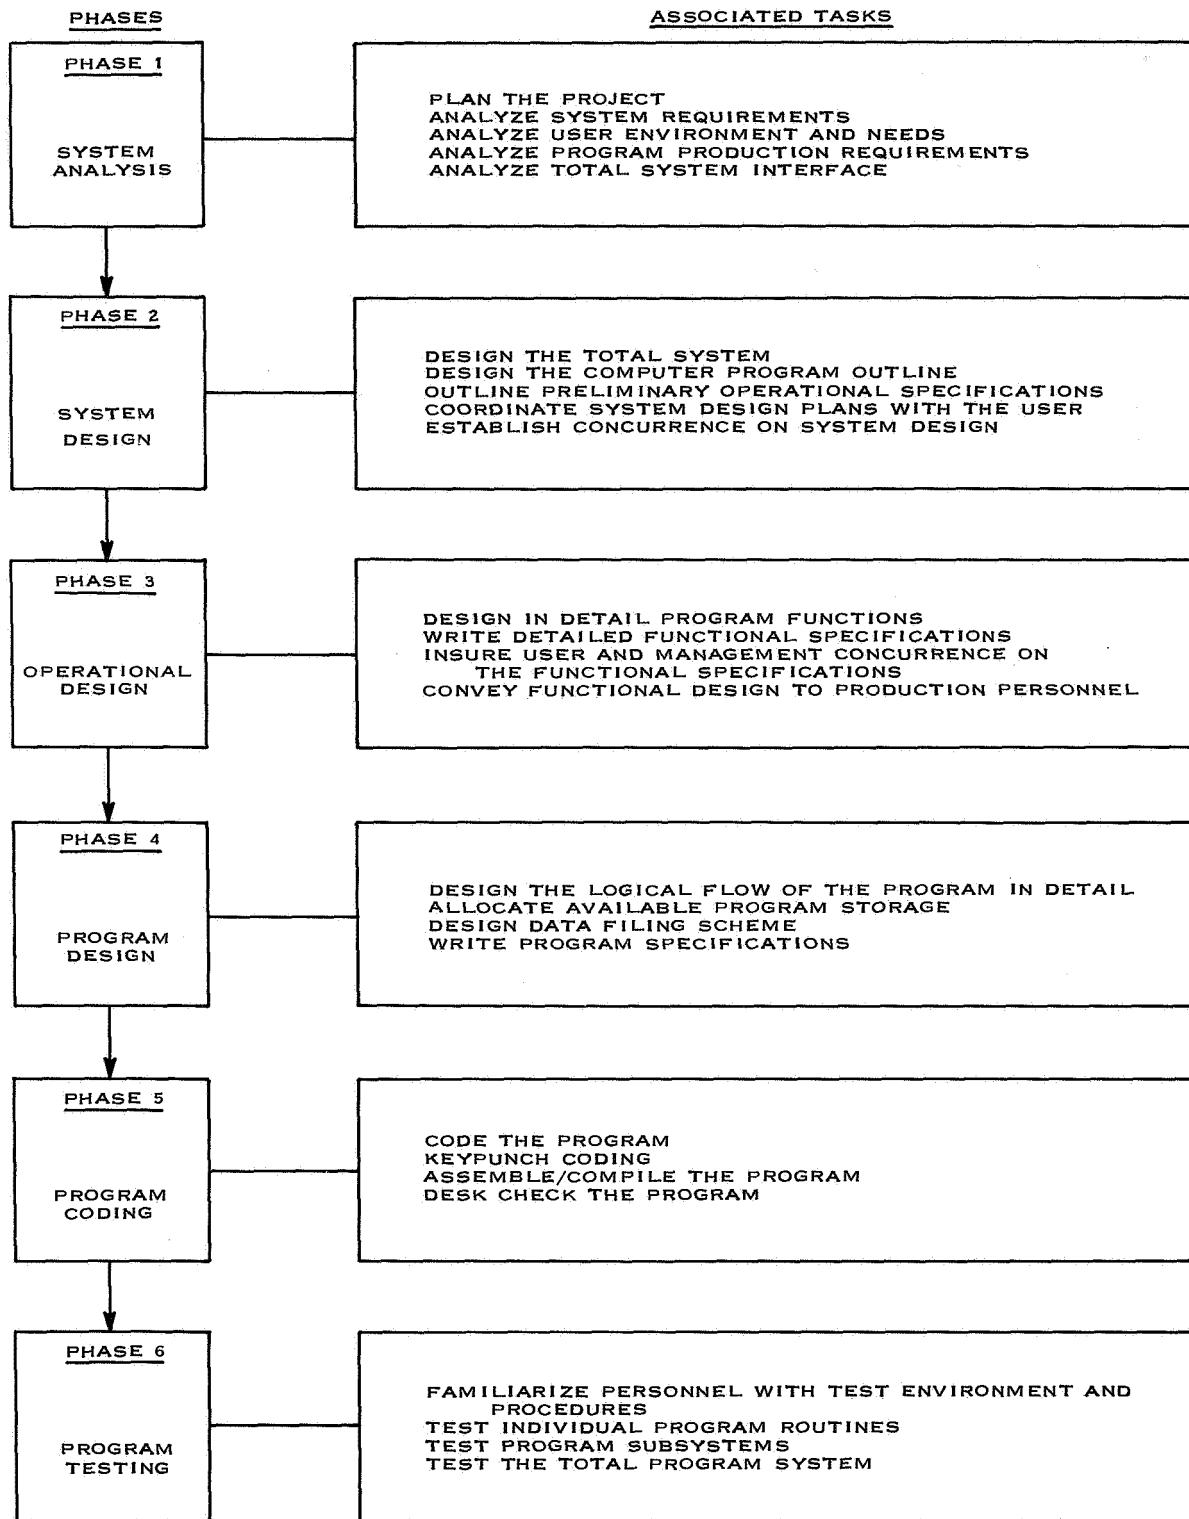 PHASES
ASSOCIATED TASKS
PHASE 1
SYSTEM
ANALYSIS
PLAN THE PROJECT
ANALYZE SYSTEM REQUIREMENTS
ANALYZE USER ENVIRONMENT AND NEEDS
ANALYZE PROGRAM PRODUCTION REQUIREMENTS
ANALYZE TOTAL SYSTEM INTERFACE
PHASE 2
SYSTEM
DESIGN
DESIGN THE TOTAL SYSTEM
DESIGN THE COMPUTER PROGRAM OUTLINE
OUTLINE PRELIMINARY OPERATIONAL SPECIFICATIONS
COORDINATE SYSTEM DESIGN PLANS WITH THE USER
ESTABLISH CONCURRENCE ON SYSTEM DESIGN
PHASE 3
OPERATIONAL
DESIGN
DESIGN IN DETAIL PROGRAM FUNCTIONS
WRITE DETAILED FUNCTIONAL SPECIFICATIONS
INSURE USER AND MANAGEMENT CONCURRENCE ON
THE FUNCTIONAL SPECIFICATIONS
CONVEY FUNCTIONAL DESIGN TO PRODUCTION PERSONNEL
PHASE 4
PROGRAM
DESIGN
DESIGN THE LOGICAL FLOW OF THE PROGRAM IN DETAIL
ALLOCATE AVAILABLE PROGRAM STORAGE
DESIGN DATA FILING SCHEME
WRITE PROGRAM SPECIFICATIONS
PHASE 5
PROGRAM
CODING
CODE THE PROGRAM
KEYPUNCH CODING
ASSEMBLE/COMPILE THE PROGRAM
DESK CHECK THE PROGRAM
PHASE 6
PROGRAM
TESTING
FAMILIARIZE PERSONNEL WITH TEST ENVIRONMENT AND
PROCEDURES
TEST INDIVIDUAL PROGRAM ROUTINES
TEST PROGRAM SUBSYSTEMS
TEST THE TOTAL PROGRAM SYSTEM